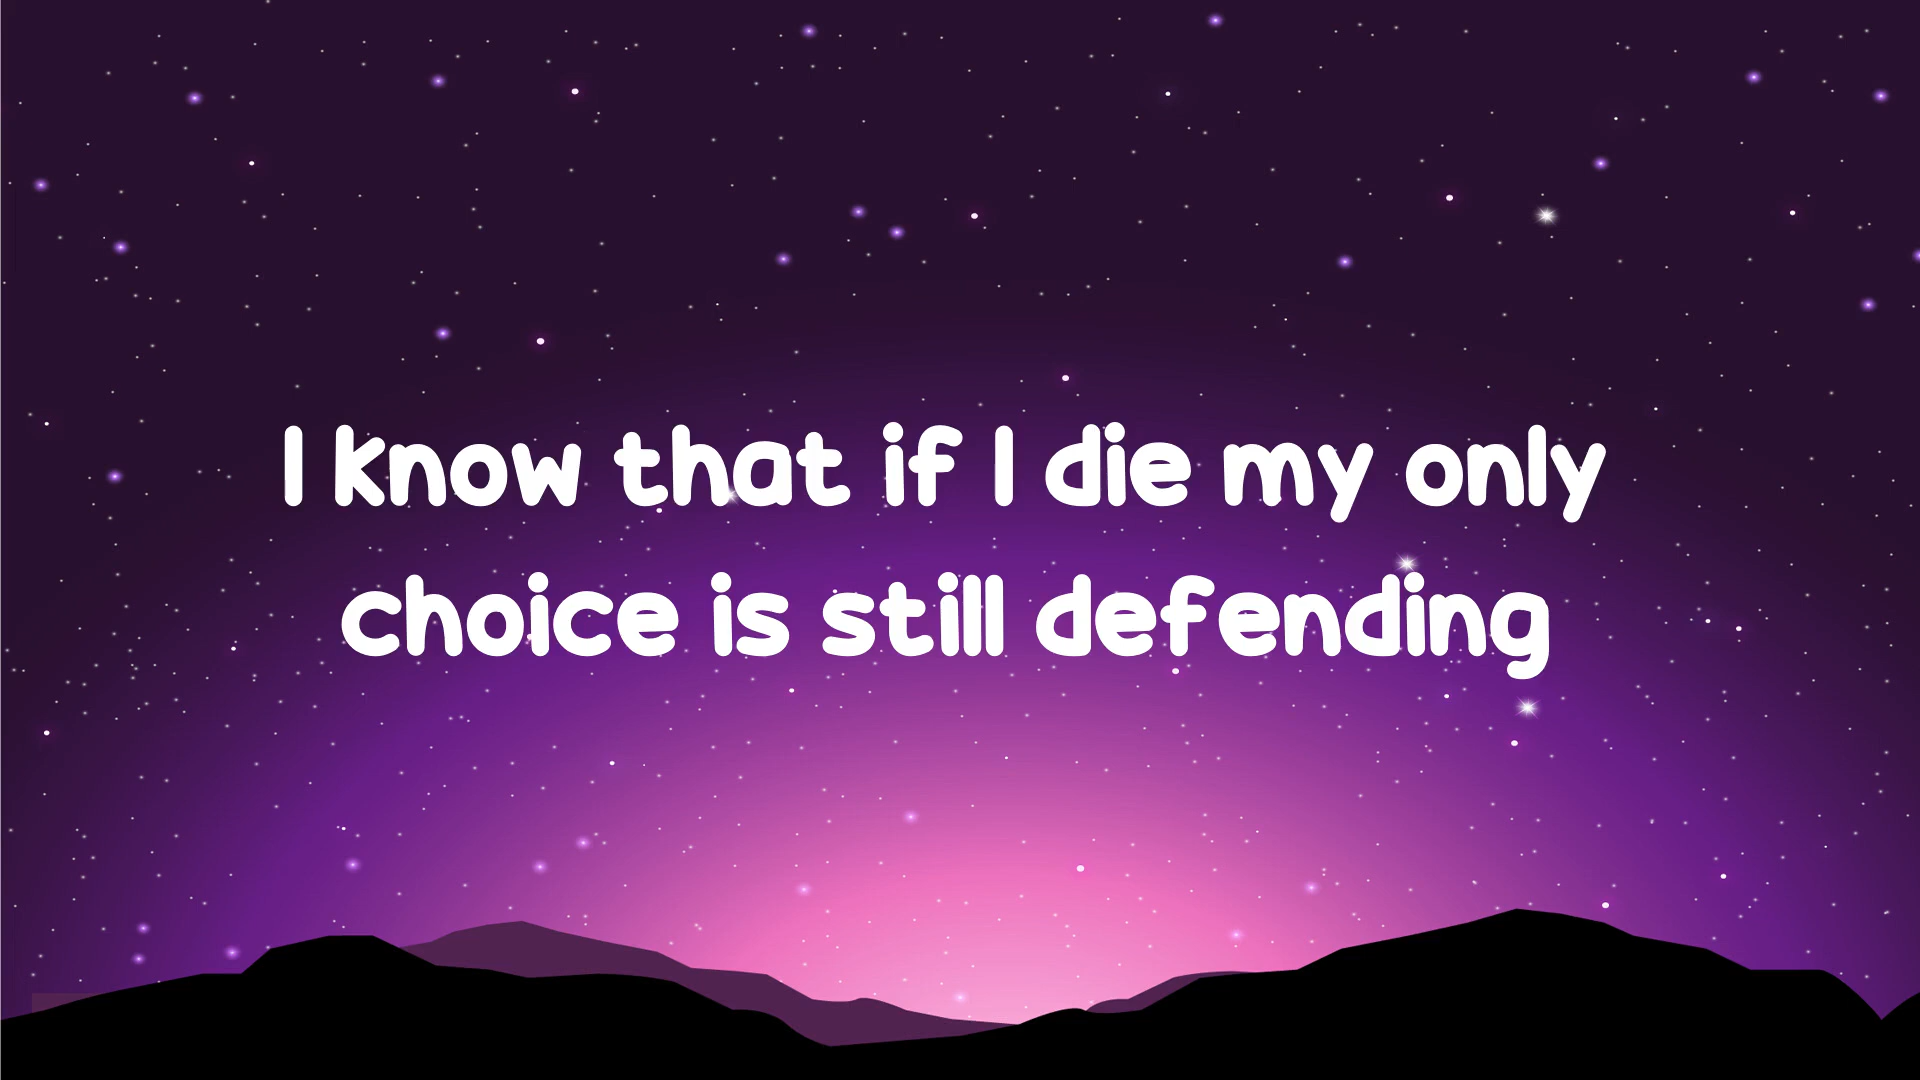 I know that if I die my only
choice is still defending